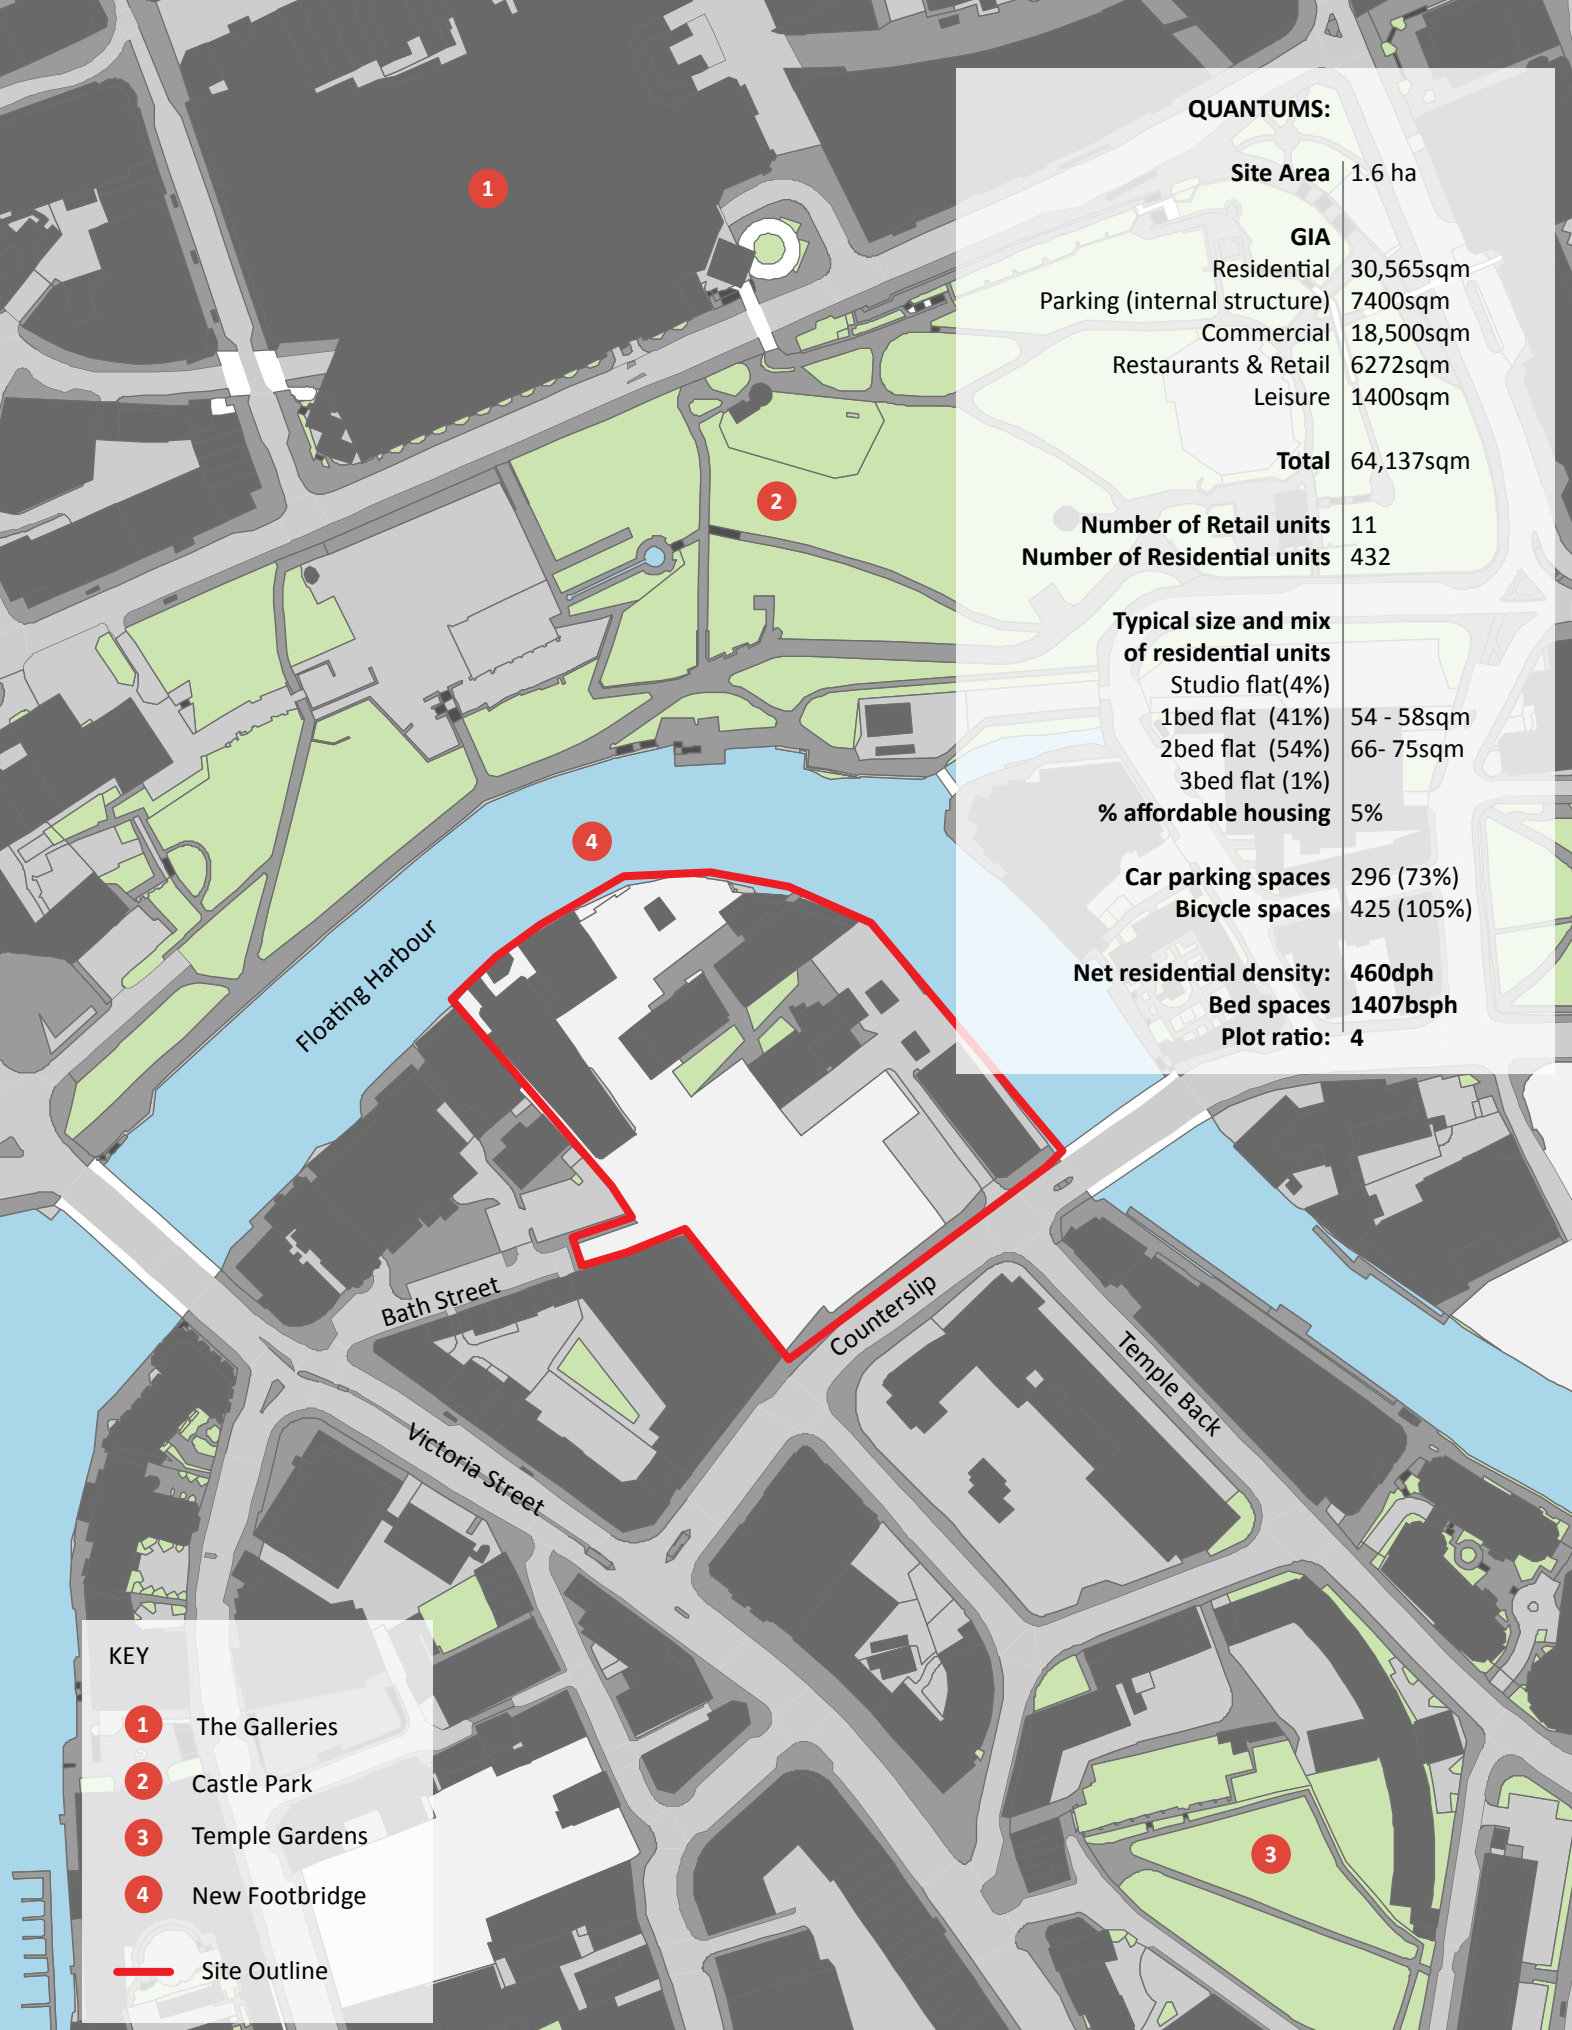 QUANTUMS:
Site Area 1.6 ha
GIA
Residential 30,565sqm
Parking (internal structure) 7400sqm
Commercial 18,500sqm
Restaurants & Retail 6272sqm
Leisure 1400sqm
Total 64,137sqm
Number of Retail units 11
Number of Residential units 432
Typical size and mix
of residential units
Studio flat(4%)
1bed flat (41%) 54 - 58sqm
2bed flat (54%) 66- 75sqm
3bed flat (1%)
% affordable housing 5%
Car parking spaces 296 (73%)
Bicycle spaces 425 (105%)
Net residential density: 460dph
Bed spaces 1407bsph
Plot ratio: 4
1
2
4
Floating Harbour
Bath Street
Counterslip
Temple Back
Victoria Street
3
KEY
1 The Galleries
2 Castle Park
3 Temple Gardens
4 New Footbridge
Site Outline